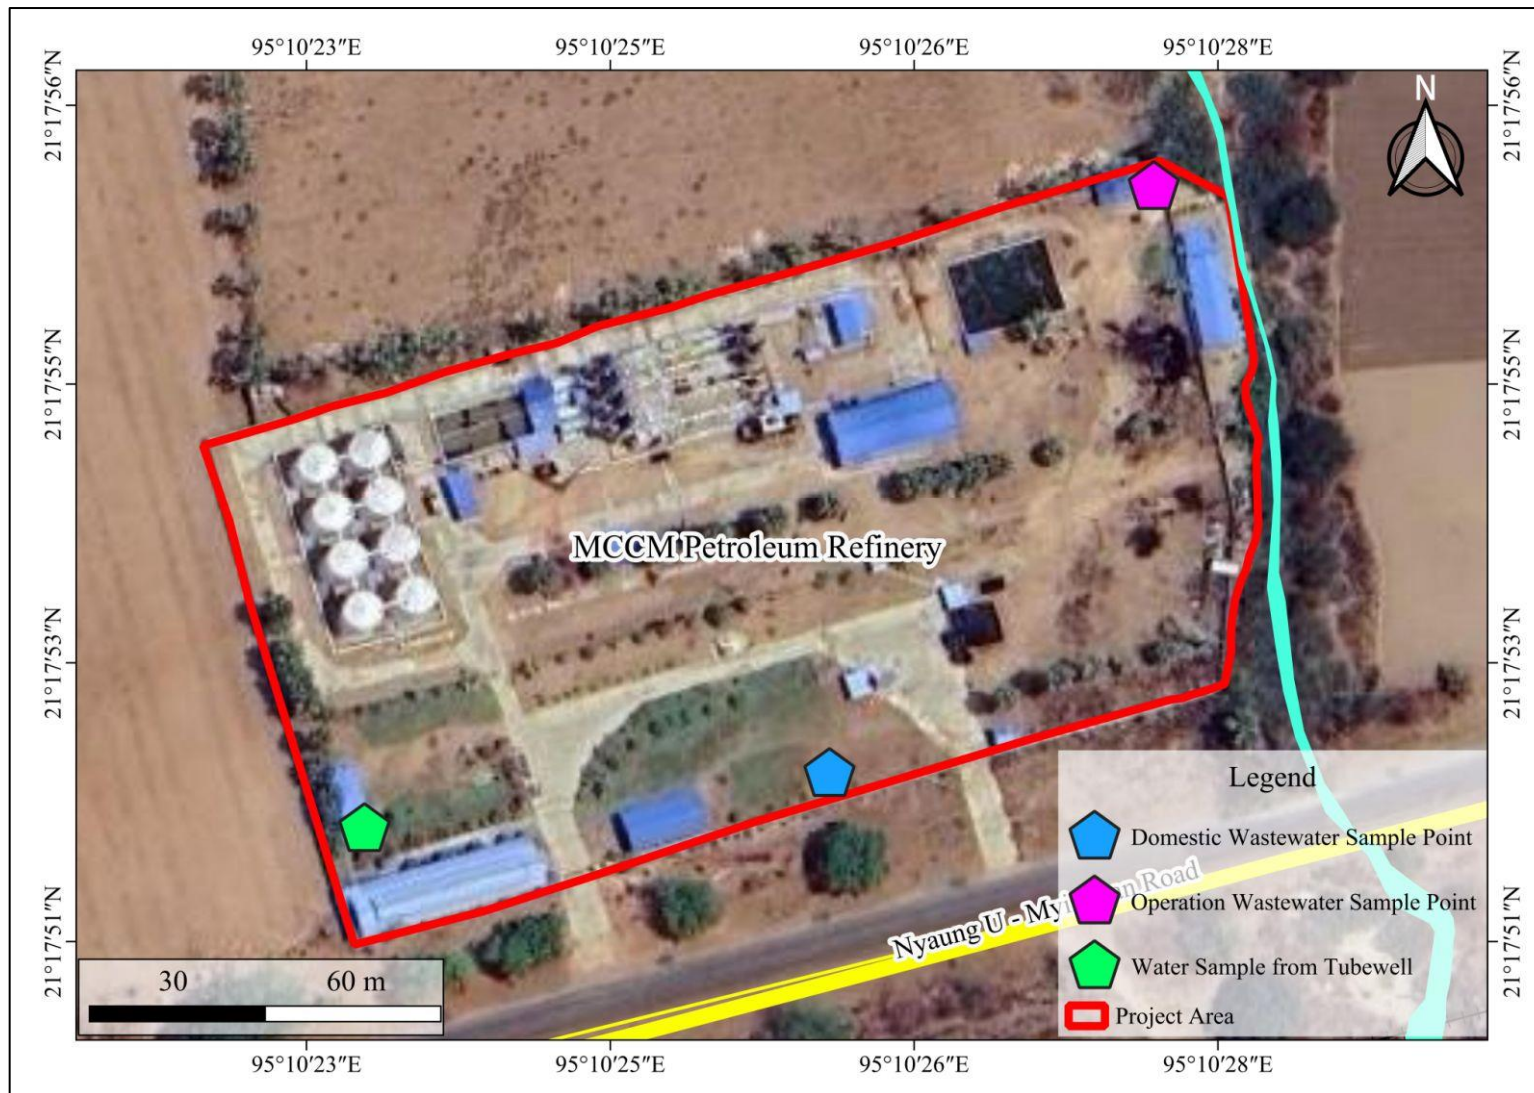 95°10′23″E 95°10′25″E 95°10′26″E 95°10′28″E
21°17′56″N 21°17′56″N
N
21°17′55″N 21°17′55″N
MCCM Petroleum Refinery
21°17′53″N 21°17′53″N
Legend
Domestic Wastewater Sample Point
Operation Wastewater Sample Point
Nyaung U - Road
21°17′51″N 21°17′51″N
Water Sample from Tubewell
30 60 m
Project Area
95°10′23″E 95°10′25″E 95°10′26″E 95°10′28″E